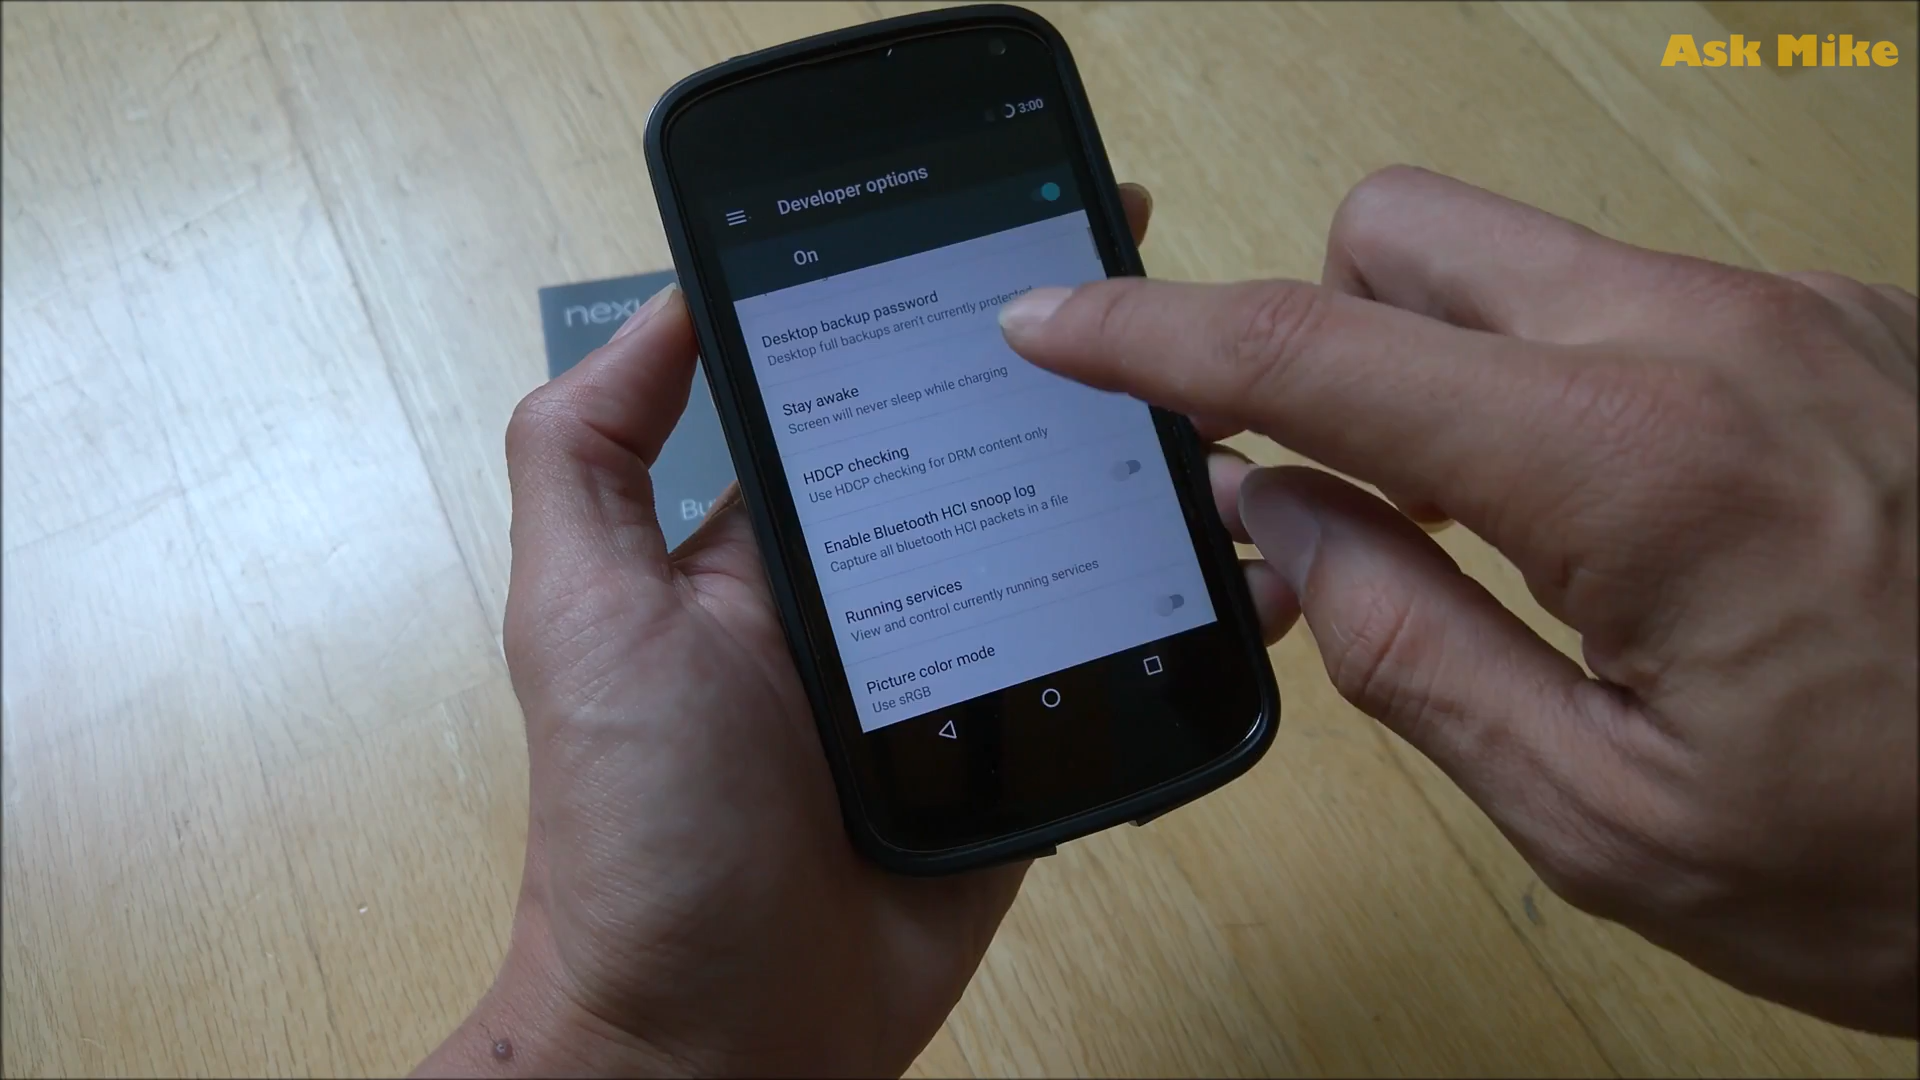 Ask Mike
3:00
Developer options
On
Desktop backup password
Desktop full backups aren't currently protected
Stay awake
Screen will never sleep while charging
HDCP checking
Use HDCP checking for DRM content only
Enable Bluetooth HCI snoop log
Capture all bluetooth HCI packets in a file
Running services
View and control currently running services
Picture color mode
Use sRGB